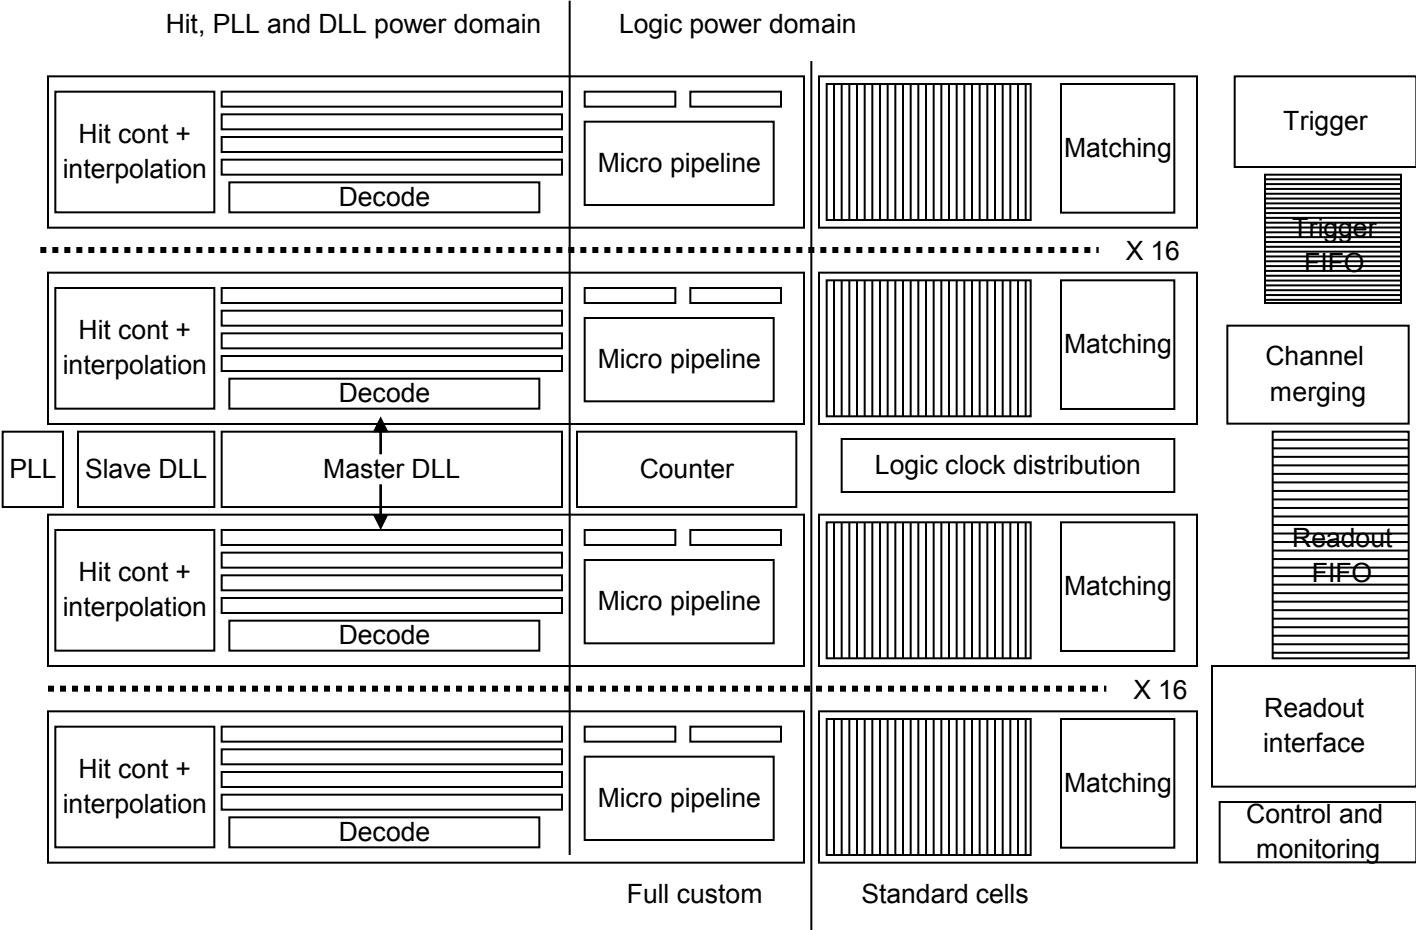 Hit, PLL and DLL power domain
Logic power domain
Hit cont +
interpolation
Decode
Micro pipeline
Matching
Trigger
Trigger
FIFO
X 16
Hit cont +
interpolation
Decode
Micro pipeline
Matching
Channel
merging
PLL
Slave DLL
Master DLL
Counter
Logic clock distribution
Readout
FIFO
Hit cont +
interpolation
Decode
Micro pipeline
Matching
X 16
Readout
interface
Hit cont +
interpolation
Decode
Micro pipeline
Matching
Control and
monitoring
Full custom
Standard cells